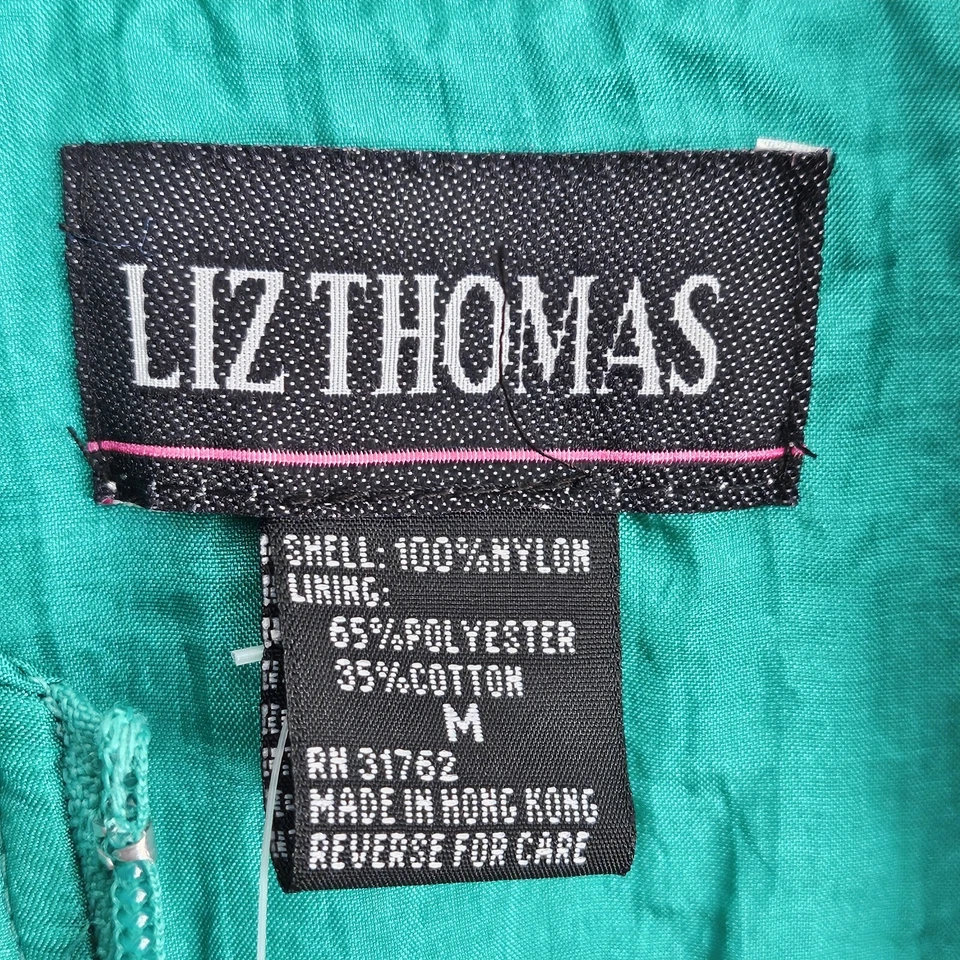 LIZ THOMAS
SHELL: 100% NYLON
LINING:
65% POLYESTER
35% COTTON
M
RN 31762
MADE IN HONG KONG
REVERSE FOR CARE